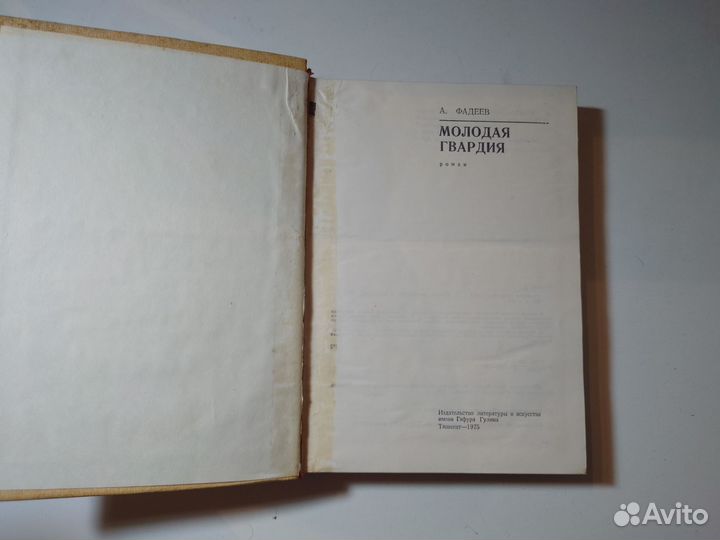 А. ФАДЕЕВ
МОЛОДАЯ
ГВАРДИЯ
роман
Издательство литературы и искусства
имени Гафура Гуляма
Ташкент—1975
Avito